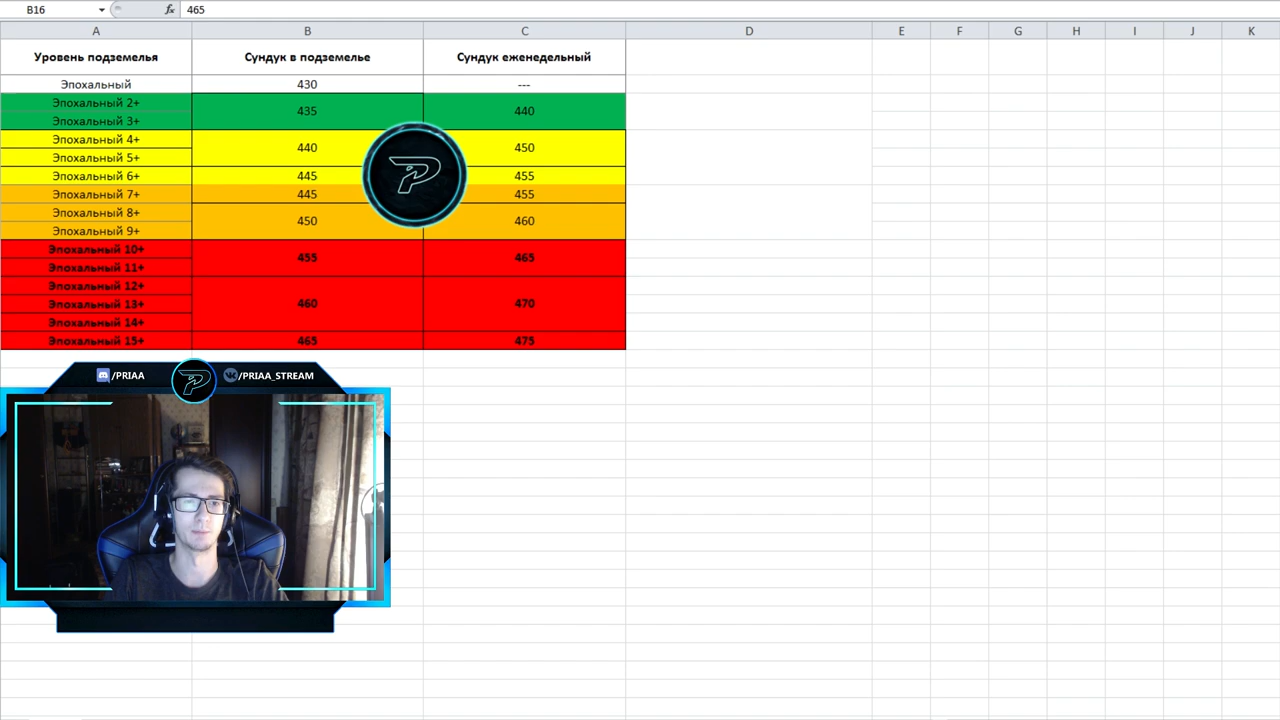 B16 fx 465
A B C D E F G H I J K
Уровень подземелья Сундук в подземелье Сундук еженедельный
Эпохальный 430 ---
Эпохальный 2+ 435 440
Эпохальный 3+
Эпохальный 4+ 440 450
Эпохальный 5+
Эпохальный 6+ 445 455
Эпохальный 7+ 445 455
Эпохальный 8+ 450 460
Эпохальный 9+
Эпохальный 10+ 455 465
Эпохальный 11+
Эпохальный 12+
Эпохальный 13+ 460 470
Эпохальный 14+
Эпохальный 15+ 465 475
/PRIAA /PRIAA_STREAM